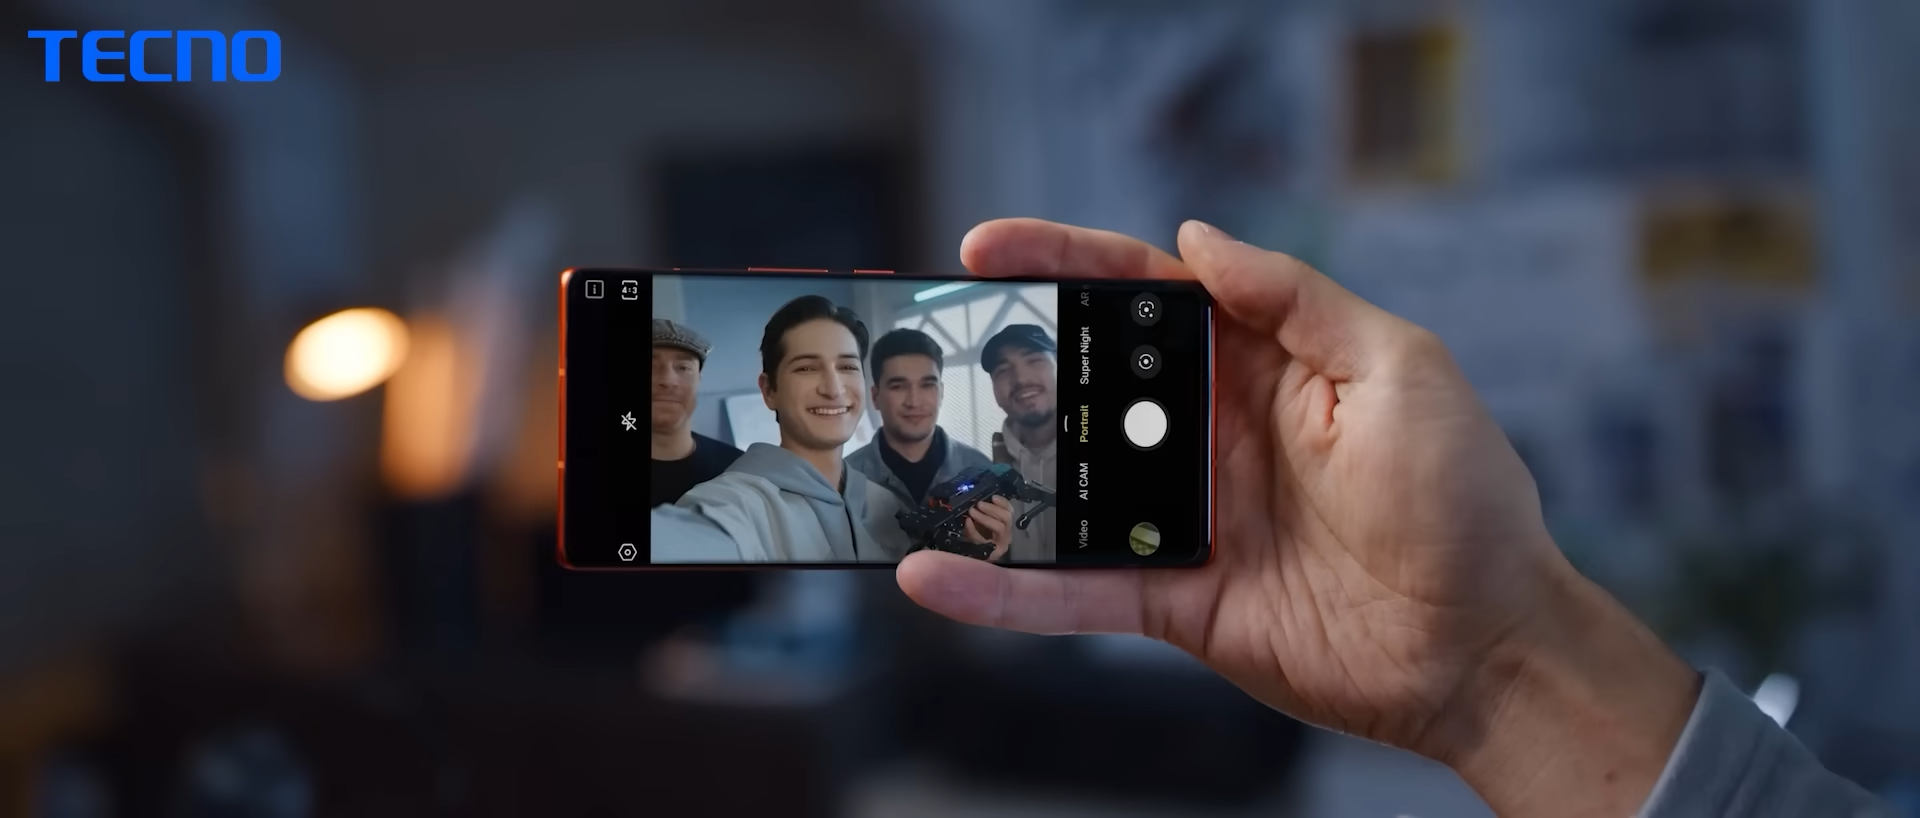 TECNO
4:3
AR
Super Night
Portrait
AI CAM
Video